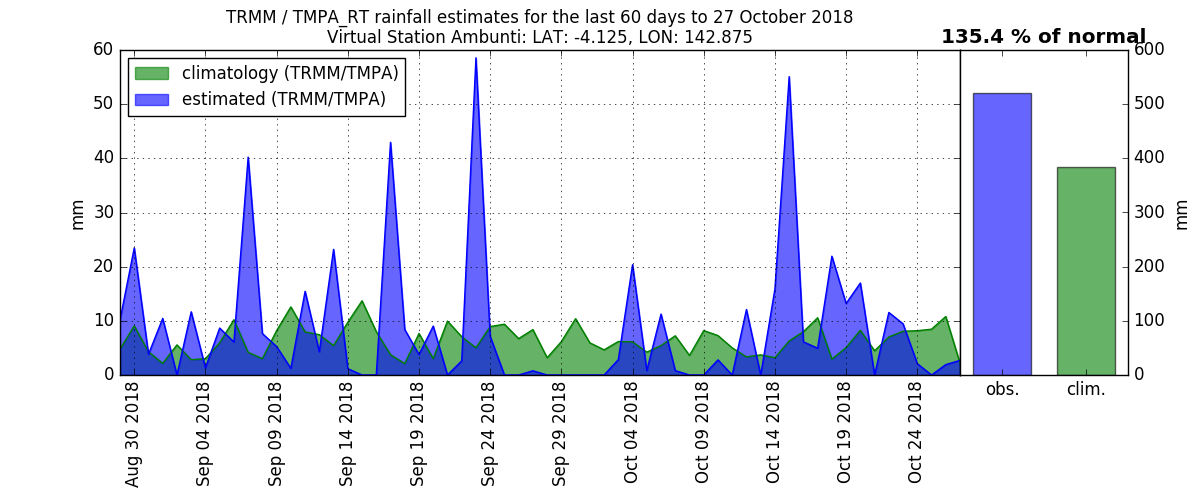 TRMM / TMPA_RT rainfall estimates for the last 60 days to 27 October 2018
Virtual Station Ambunti: LAT: -4.125, LON: 142.875
135.4 % of normal
climatology (TRMM/TMPA)
estimated (TRMM/TMPA)
60
50
40
30
20
10
0
mm
Aug 30 2018
Sep 04 2018
Sep 09 2018
Sep 14 2018
Sep 19 2018
Sep 24 2018
Sep 29 2018
Oct 04 2018
Oct 09 2018
Oct 14 2018
Oct 19 2018
Oct 24 2018
obs.
clim.
600
500
400
300
200
100
0
mm